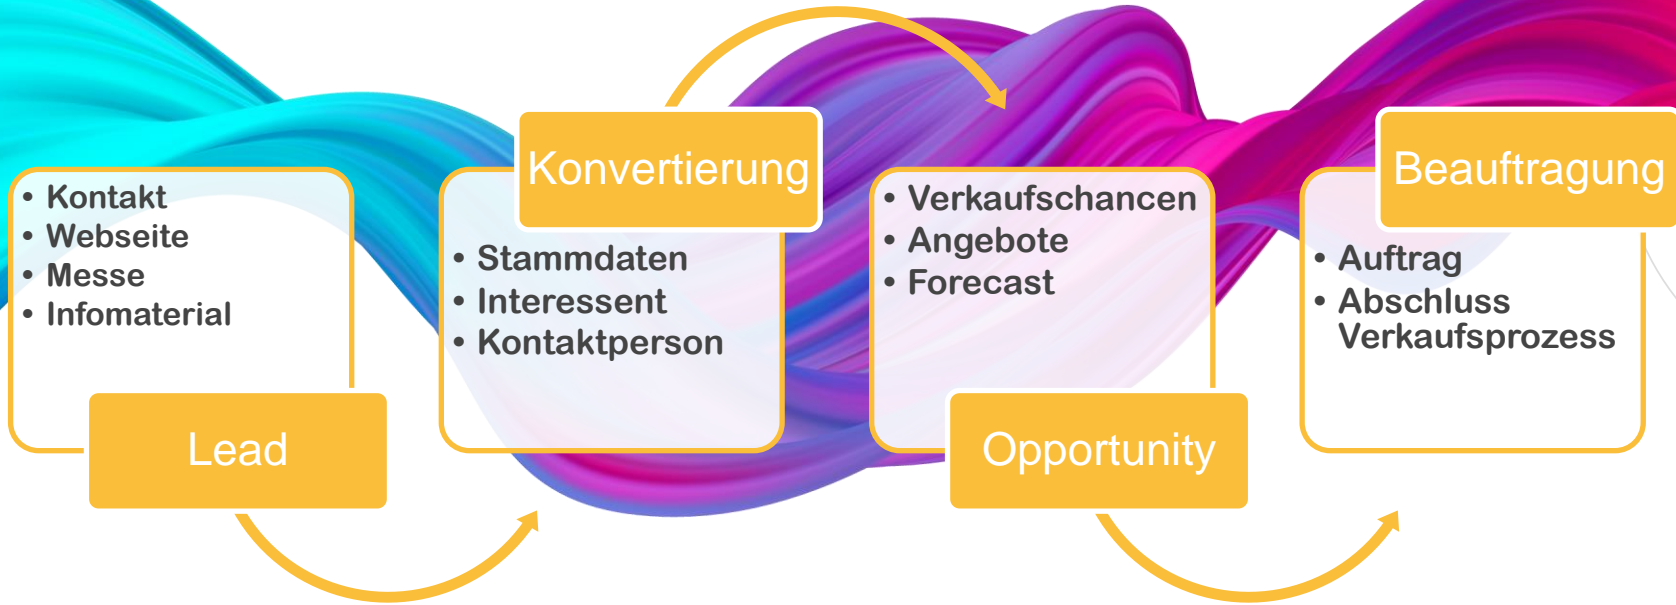 • Kontakt
• Webseite
• Messe
• Infomaterial
Lead
Konvertierung
• Stammdaten
• Interessent
• Kontaktperson
• Verkaufschancen
• Angebote
• Forecast
Opportunity
Beauftragung
• Auftrag
• Abschluss
Verkaufsprozess